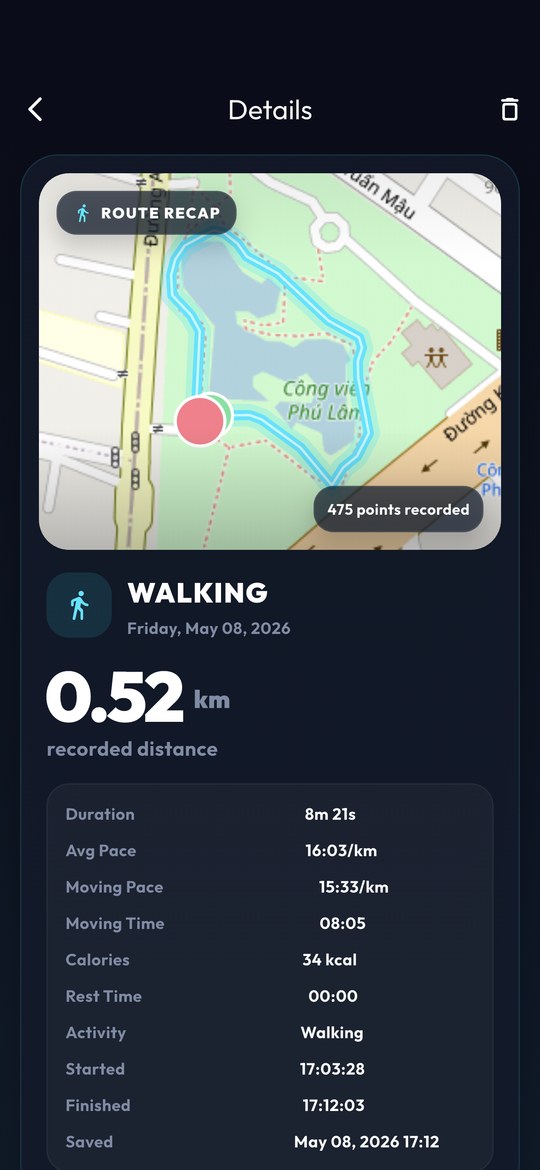 Details
ROUTE RECAP
Công viên
Phú Lâm
475 points recorded
WALKING
Friday, May 08, 2026
0.52 km
recorded distance
Duration 8m 21s
Avg Pace 16:03/km
Moving Pace 15:33/km
Moving Time 08:05
Calories 34 kcal
Rest Time 00:00
Activity Walking
Started 17:03:28
Finished 17:12:03
Saved May 08, 2026 17:12